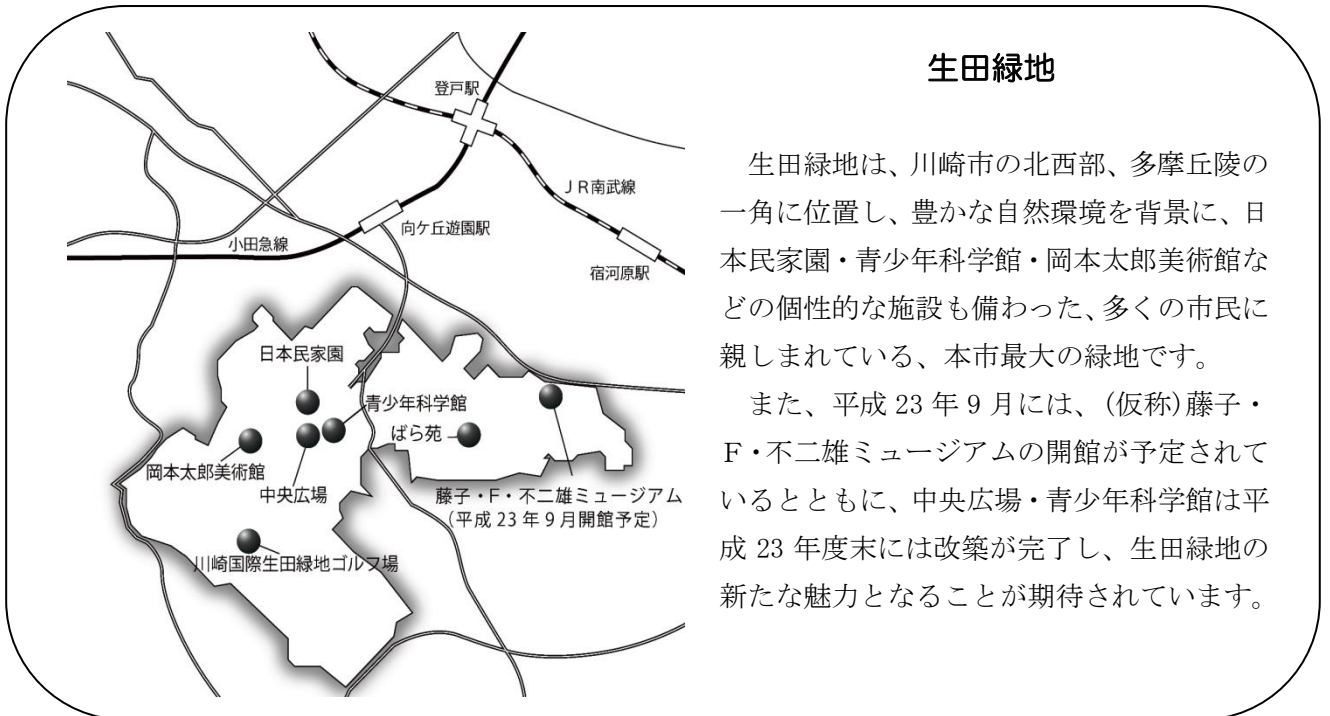 登戸駅
JR南武線
向ケ丘遊園駅
小田急線
宿河原駅
日本民家園
青少年科学館
ばら苑
岡本太郎美術館
中央広場
藤子・F・不二雄ミュージアム
（平成23年9月開館予定）
川崎国際生田緑地ゴルフ場
生田緑地
生田緑地は、川崎市の北西部、多摩丘陵の
一角に位置し、豊かな自然環境を背景に、日
本民家園・青少年科学館・岡本太郎美術館な
どの個性的な施設も備わった、多くの市民に
親しまれている、本市最大の緑地です。
また、平成 23 年 9 月には、(仮称)藤子・
Ｆ・不二雄ミュージアムの開館が予定されて
いるとともに、中央広場・青少年科学館は平
成 23 年度末には改築が完了し、生田緑地の
新たな魅力となることが期待されています。